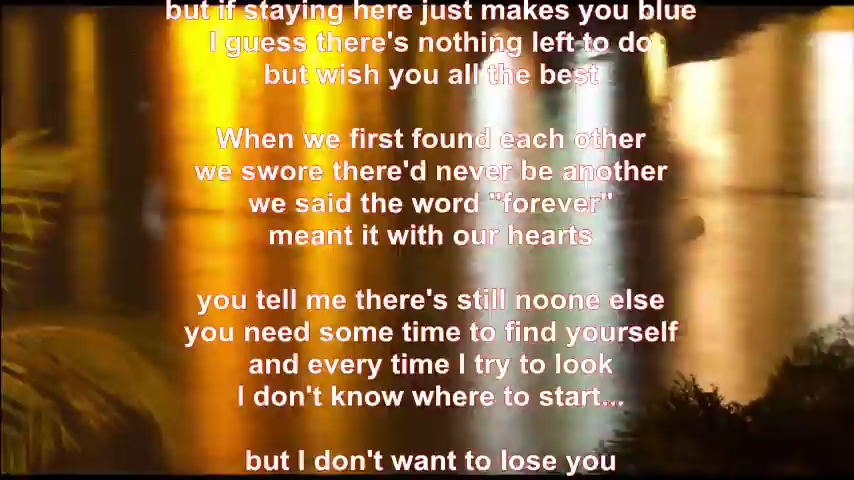 but if staying here just makes you blue
I guess there's nothing left to do
but wish you all the best
When we first found each other
we swore there'd never be another
we said the word "forever"
meant it with our hearts
you tell me there's still noone else
you need some time to find yourself
and every time I try to look
I don't know where to start...
but I don't want to lose you